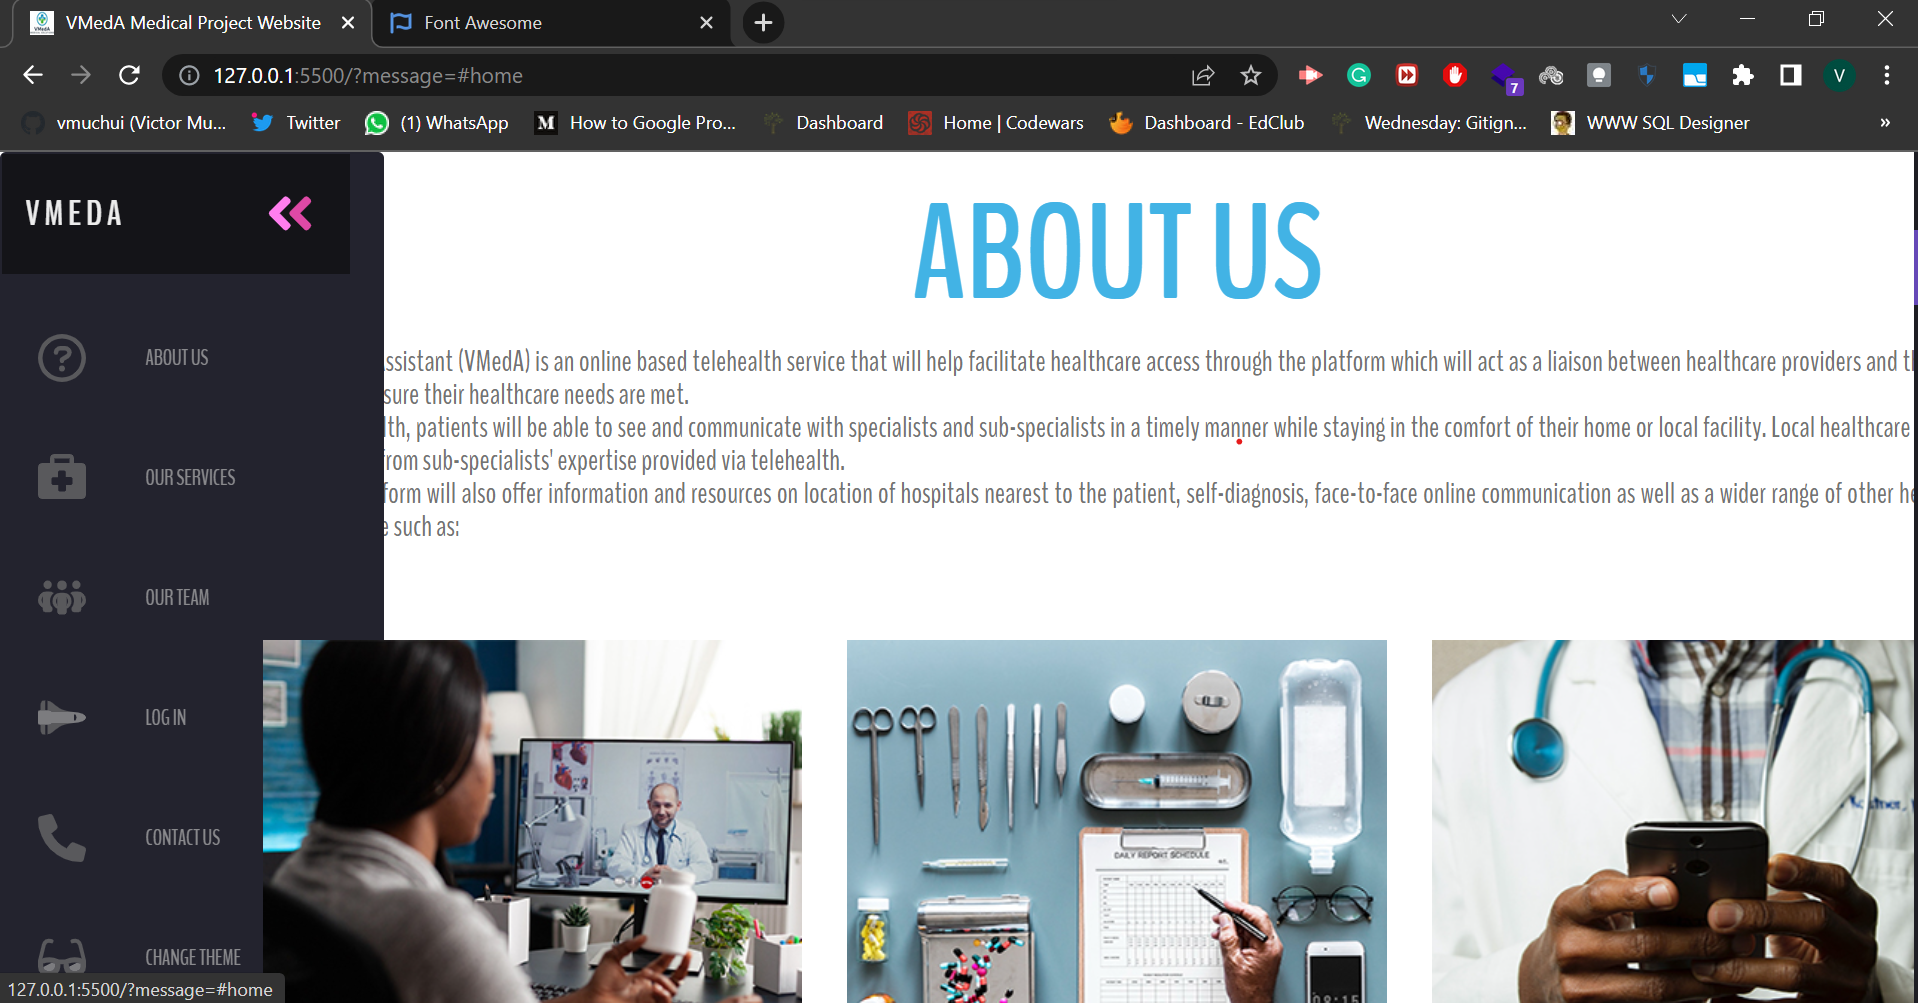 VMedA Medical Project Website
Font Awesome
127.0.0.1:5500/?message=#home
7
V
vmuchui (Victor Mu...
Twitter
(1) WhatsApp
M
How to Google Pro...
Dashboard
Home | Codewars
Dashboard - EdClub
Wednesday: Gitign...
WWW SQL Designer
»
VMEDA
ABOUT US
ssistant (VMedA) is an online based telehealth service that will help facilitate healthcare access through the platform which will act as a liaison between healthcare providers and
sure their healthcare needs are met.
lth, patients will be able to see and communicate with specialists and sub-specialists in a timely manner while staying in the comfort of their home or local facility. Local healthcare
from sub-specialists' expertise provided via telehealth.
form will also offer information and resources on location of hospitals nearest to the patient, self-diagnosis, face-to-face online communication as well as a wider range of other he
e such as:
ABOUT US
OUR SERVICES
OUR TEAM
LOG IN
CONTACT US
CHANGE THEME
DAILY REPORT SCHEDULE
09:15
127.0.0.1:5500/?message=#home